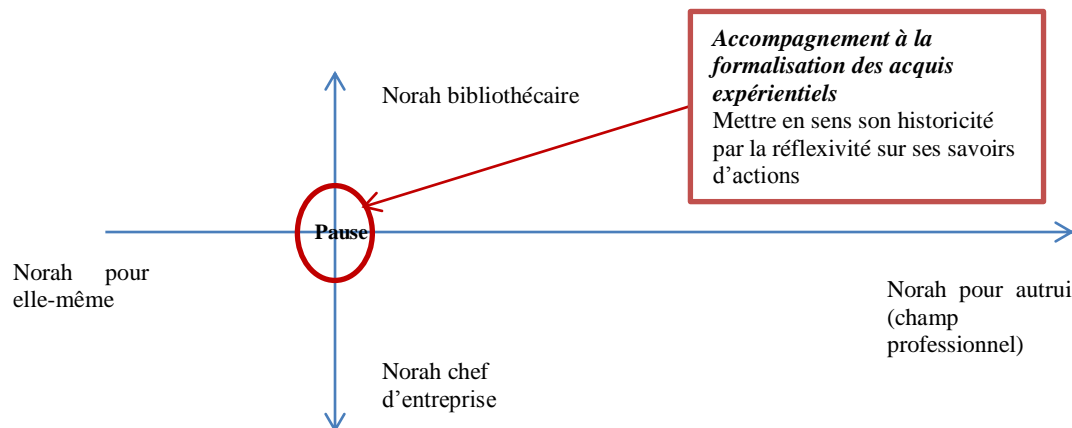 Accompagnement à la
formalisation des acquis
expérientiels
Mettre en sens son historicité
par la réflexivité sur ses savoirs
d’actions
Norah bibliothécaire
Pause
Norah pour
elle-même
Norah pour autrui
(champ
professionnel)
Norah chef
d’entreprise